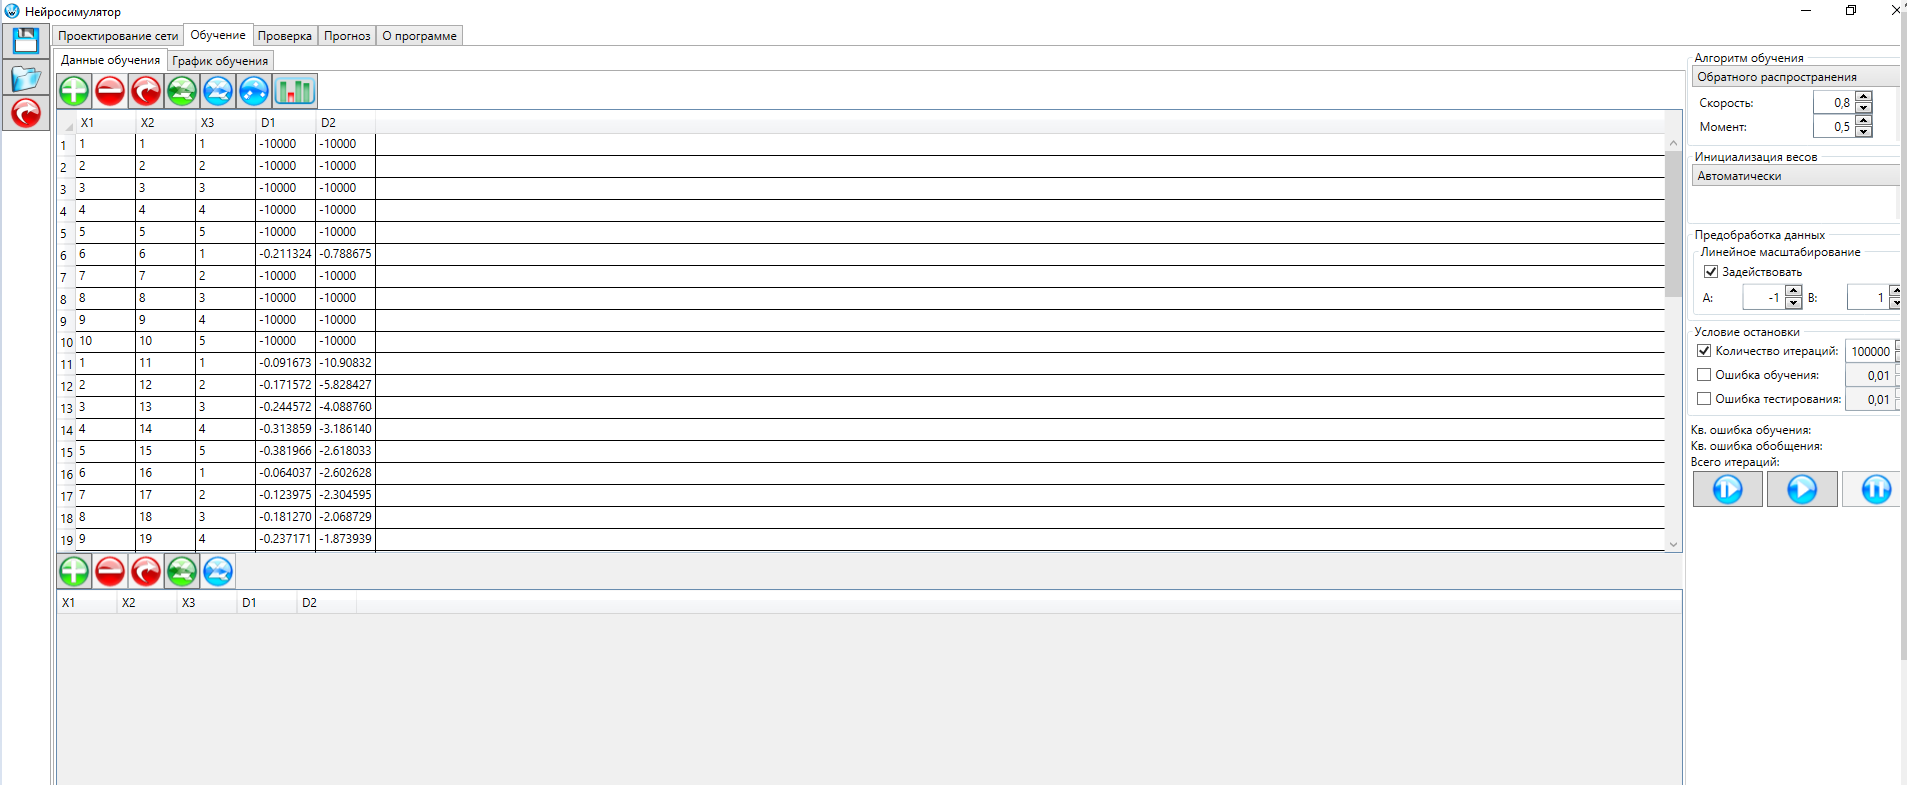 Нейросимулятор
Проектирование сети Обучение Проверка Прогноз О программе
Данные обучения График обучения
X1 X2 X3 D1 D2
1 1 1 1 -10000 -10000
2 2 2 2 -10000 -10000
3 3 3 3 -10000 -10000
4 4 4 4 -10000 -10000
5 5 5 5 -10000 -10000
6 6 6 1 -0.211324 -0.788675
7 7 7 2 -10000 -10000
8 8 8 3 -10000 -10000
9 9 9 4 -10000 -10000
10 10 10 5 -10000 -10000
11 1 11 1 -0.091673 -10.90832
12 2 12 2 -0.171572 -5.828427
13 3 13 3 -0.244572 -4.088760
14 4 14 4 -0.313859 -3.186140
15 5 15 5 -0.381966 -2.618033
16 6 16 1 -0.064037 -2.602628
17 7 17 2 -0.123975 -2.304595
18 8 18 3 -0.181270 -2.068729
19 9 19 4 -0.237171 -1.873939
X1 X2 X3 D1 D2
Алгоритм обучения
Обратного распространения
Скорость: 0,8
Момент: 0,5
Инициализация весов
Автоматически
Предобработка данных
Линейное масштабирование
Задействовать
A: -1 B: 1
Условие остановки
Количество итераций: 100000
Ошибка обучения: 0,01
Ошибка тестирования: 0,01
Кв. ошибка обучения:
Кв. ошибка обобщения:
Всего итераций: